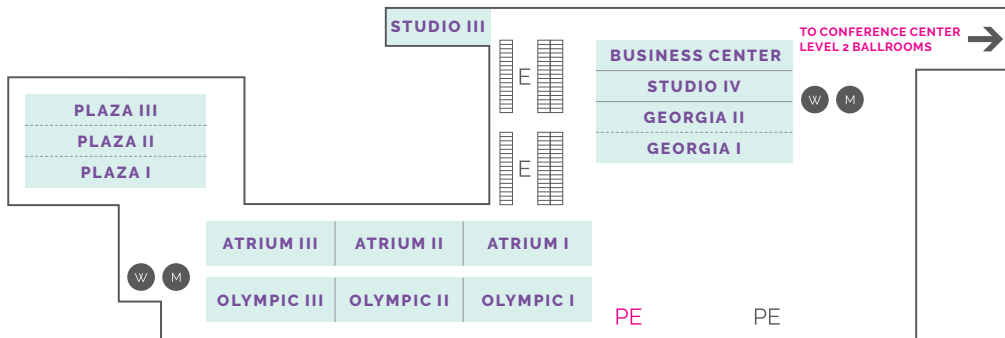 STUDIO III
TO CONFERENCE CENTER
LEVEL 2 BALLROOMS
BUSINESS CENTER
E
STUDIO IV
W M
PLAZA III
GEORGIA II
PLAZA II
GEORGIA I
PLAZA I
E
ATRIUM III ATRIUM II ATRIUM I
W M
OLYMPIC III OLYMPIC II OLYMPIC I
PE PE